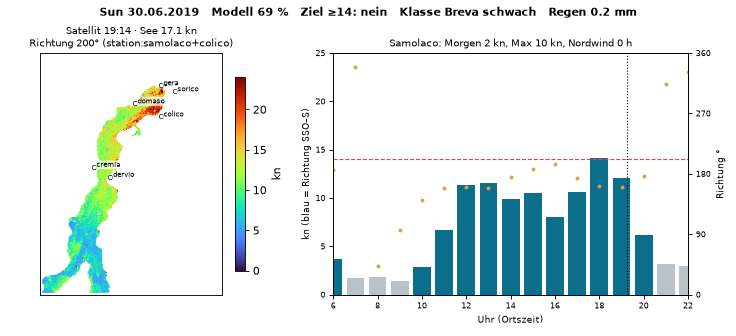 Sun 30.06.2019   Modell 69 %   Ziel ≥14: nein   Klasse Breva schwach   Regen 0.2 mm
Satellit 19:14 · See 17.1 kn
Richtung 200° (station:samolaco+colico)
gera
sorico
domaso
colico
cremia
dervio
20
15
10
5
0
kn
Samolaco: Morgen 2 kn, Max 10 kn, Nordwind 0 h
kn (blau = Richtung SSO-S)
25
20
15
10
5
0
6 8 10 12 14 16 18 20 22
Uhr (Ortszeit)
360
270
180
90
0
Richtung °